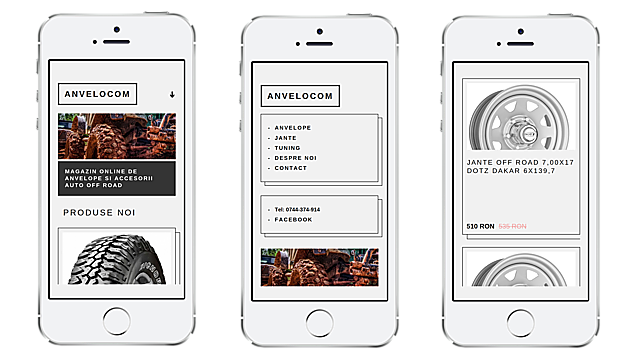 ANVELOCOM
MAGAZIN ONLINE DE
ANVELOPE SI ACCESORII
AUTO OFF ROAD
PRODUSE NOI
ANVELOCOM
- ANVELOPE
- JANTE
- TUNING
- DESPRE NOI
- CONTACT
- Tel: 0744-374-914
- FACEBOOK
JANTE OFF ROAD 7,00X17
DOTZ DAKAR 6X139,7
510 RON 535 RON